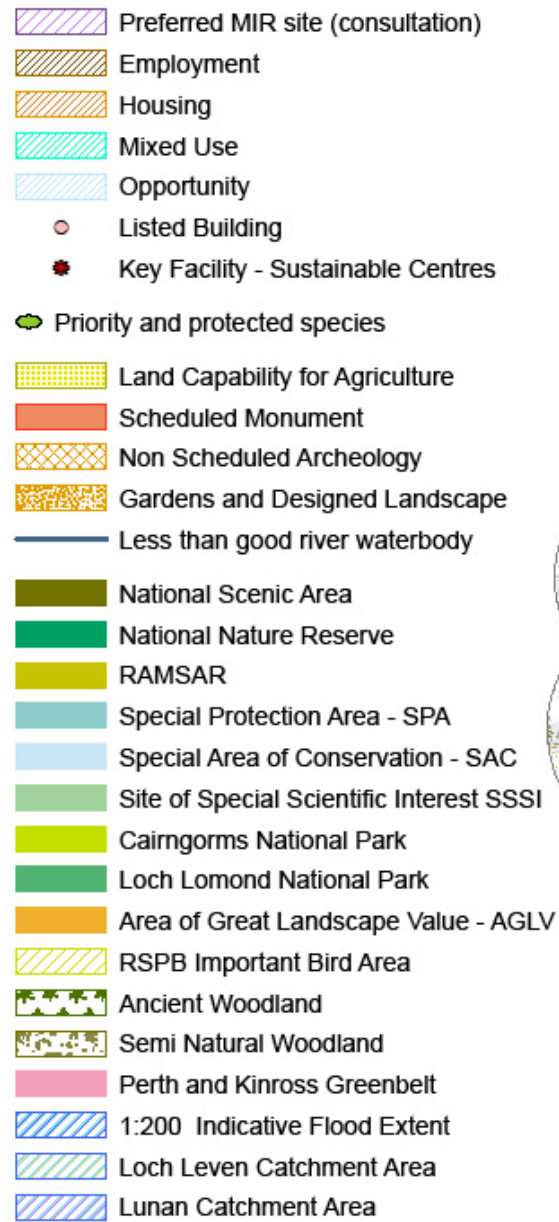 Preferred MIR site (consultation)
Employment
Housing
Mixed Use
Opportunity
Listed Building
Key Facility - Sustainable Centres
Priority and protected species
Land Capability for Agriculture
Scheduled Monument
Non Scheduled Archeology
Gardens and Designed Landscape
Less than good river waterbody
National Scenic Area
National Nature Reserve
RAMSAR
Special Protection Area - SPA
Special Area of Conservation - SAC
Site of Special Scientific Interest SSSI
Cairngorms National Park
Loch Lomond National Park
Area of Great Landscape Value - AGLV
RSPB Important Bird Area
Ancient Woodland
Semi Natural Woodland
Perth and Kinross Greenbelt
1:200 Indicative Flood Extent
Loch Leven Catchment Area
Lunan Catchment Area